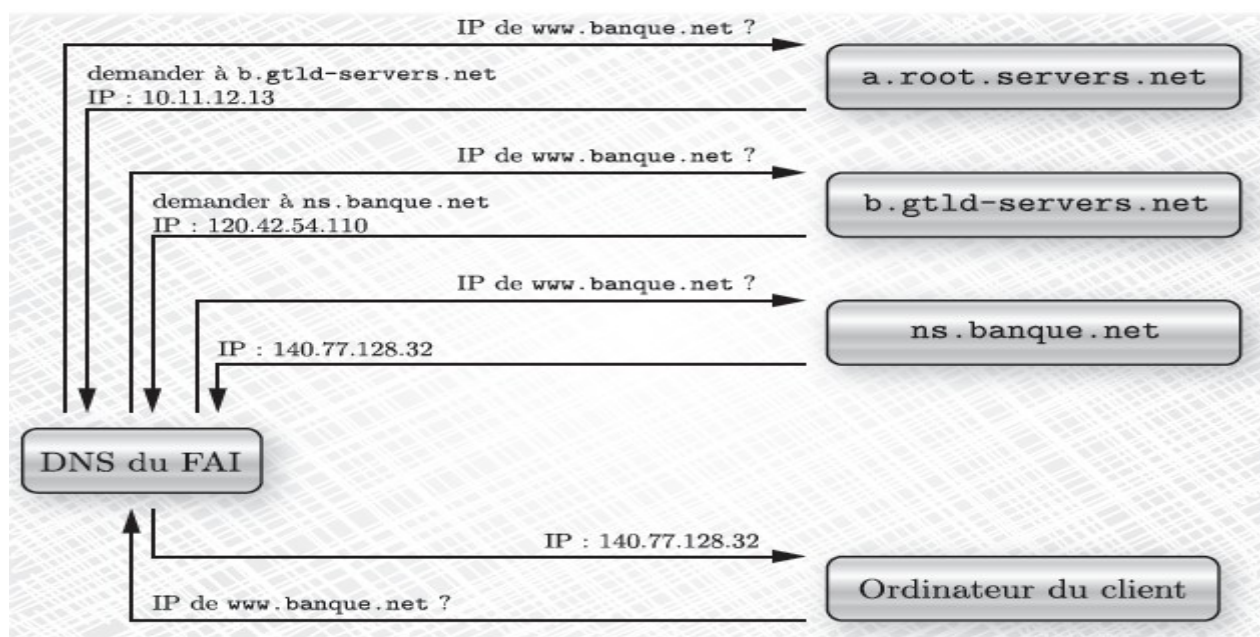 IP de www.banque.net ?
a.root.servers.net
demander à b.gtld-servers.net
IP : 10.11.12.13
IP de www.banque.net ?
b.gtld-servers.net
demander à ns.banque.net
IP : 120.42.54.110
IP de www.banque.net ?
ns.banque.net
IP : 140.77.128.32
DNS du FAI
IP : 140.77.128.32
Ordinateur du client
IP de www.banque.net ?